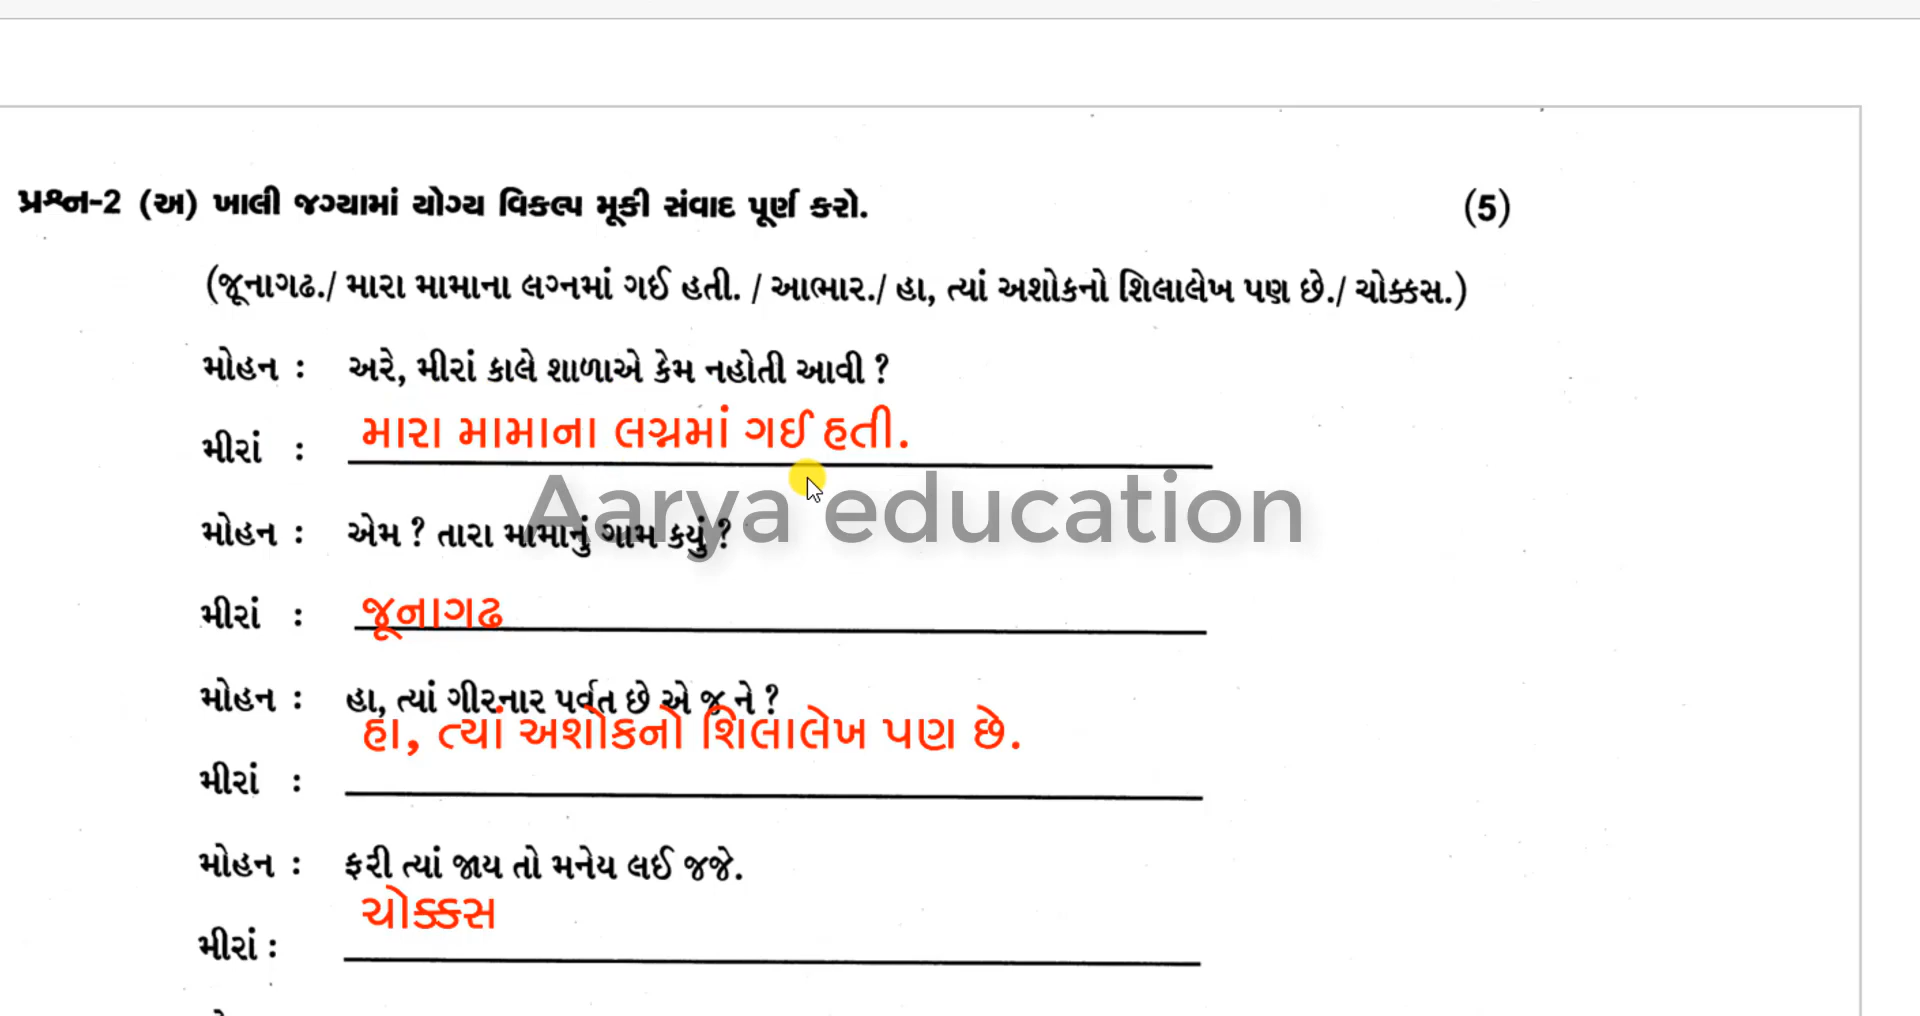 પ્રશ્ન-2 (અ) ખાલી જગ્યામાં યોગ્ય વિકલ્પ મૂકી સંવાદ પૂર્ણ કરો. (5)
(જૂનાગઢ./ મારા મામાના લગ્નમાં ગઈ હતી. / આભાર./ હા, ત્યાં અશોકનો શિલાલેખ પણ છે./ ચોક્કસ.)
મોહન : અરે, મીરાં કાલે શાળાએ કેમ નહોતી આવી ?
મીરાં : મારા મામાના લગ્નમાં ગઈ હતી.
Aarya education
મોહન : એમ ? તારા મામાનું ગામ કયું ?
મીરાં : જૂનાગઢ
મોહન : હા, ત્યાં ગીરનાર પર્વત છે એ જ ને ?
હા, ત્યાં અશોકનો શિલાલેખ પણ છે.
મીરાં :
મોહન : ફરી ત્યાં જાય તો મનેય લઈ જજે.
ચોક્કસ
મીરાં :